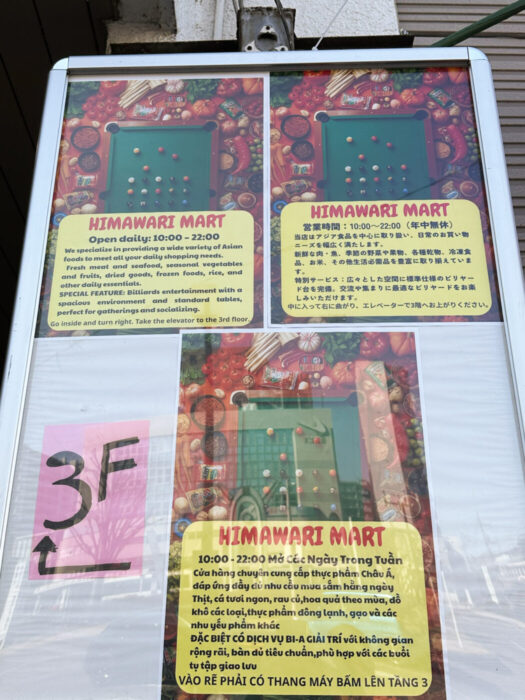 HIMAWARI MART
Open daily: 10:00 - 22:00
We specialize in providing a wide variety of Asian
foods to meet all your daily shopping needs.
Fresh meat and seafood, seasonal vegetables
and fruits, dried goods, frozen foods, rice, and
other daily essentials.
SPECIAL FEATURE: Billiards entertainment with a
spacious environment and standard tables,
perfect for gatherings and socializing.
Go inside and turn right. Take the elevator to the 3rd floor.
HIMAWARI MART
営業時間：10:00～22:00（年中無休）
当店はアジア食品を中心に取り扱い、日常のお買い物
ニーズを幅広く満たします。
新鮮な肉・魚、季節の野菜や果物、各種乾物、冷凍食
品、お米、その他生活必需品を豊富に取り揃えていま
す。
特別サービス：広々とした空間に標準仕様のビリヤー
ド台を完備。交流や集まりに最適なビリヤードをお楽
しみいただけます。
中に入って右に曲がり、エレベーターで3階へお上がりください。
3F
HIMAWARI MART
10:00 - 22:00 Mở Các Ngày Trong Tuần
Cửa hàng chuyên cung cấp thực phẩm Châu Á,
đáp ứng đầy đủ nhu cầu mua sắm hàng ngày
Thịt, cá tươi ngon, rau củ,hoa quả theo mùa, đồ
khô các loại,thực phẩm đông lạnh, gạo và các
nhu yếu phẩm khác
ĐẶC BIỆT CÓ DỊCH VỤ BI-A GIẢI TRÍ với không gian
rộng rãi, bàn đủ tiêu chuẩn,phù hợp với các buổi
tụ tập giao lưu
VÀO RẼ PHẢI CÓ THANG MÁY BẤM LÊN TẦNG 3